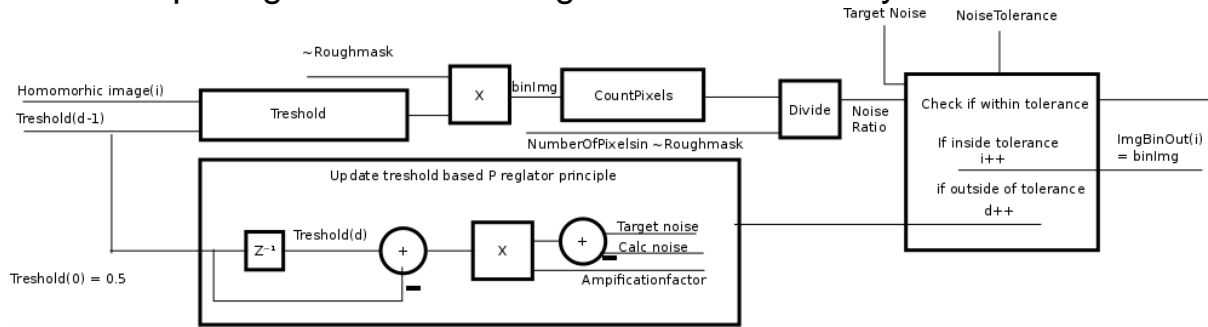 Target Noise
NoiseTolerance
~Roughmask
Homomorhic image(i)
Treshold(d-1)
Treshold
X
binImg
CountPixels
Divide
NumberOfPixelsin ~Roughmask
Noise
Ratio
Check if within tolerance
If inside tolerance
i++
if outside of tolerance
d++
ImgBinOut(i)
= binImg
Update treshold based P reglator principle
Z⁻¹
Treshold(d)
+
X
+
Target noise
Calc noise
Ampificationfactor
Treshold(0) = 0.5